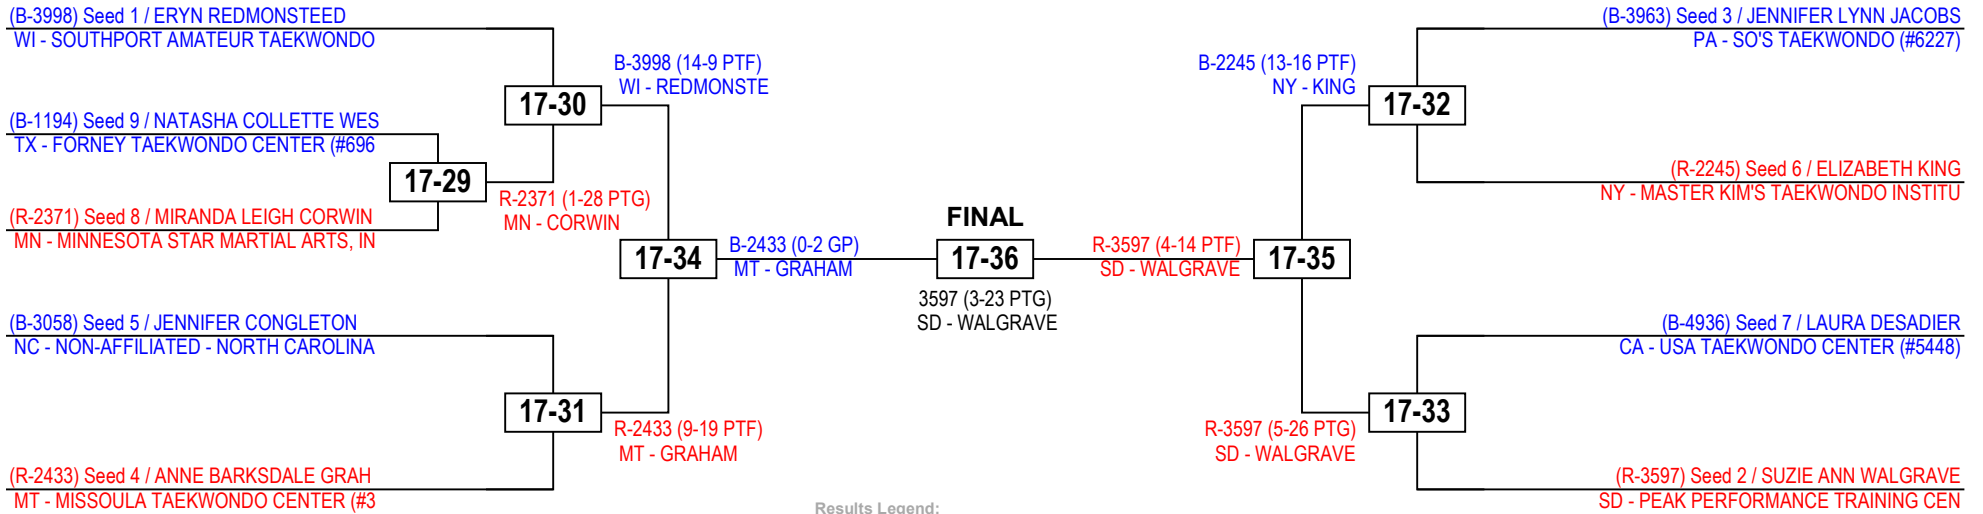 (B-3998) Seed 1 / ERYN REDMONSTEED
WI - SOUTHPORT AMATEUR TAEKWONDO
B-3998 (14-9 PTF)
WI - REDMONSTE
17-30
(B-1194) Seed 9 / NATASHA COLLETTE WES
TX - FORNEY TAEKWONDO CENTER (#696
17-29
R-2371 (1-28 PTG)
MN - CORWIN
(R-2371) Seed 8 / MIRANDA LEIGH CORWIN
MN - MINNESOTA STAR MARTIAL ARTS, IN
17-34
B-2433 (0-2 GP)
MT - GRAHAM
(B-3058) Seed 5 / JENNIFER CONGLETON
NC - NON-AFFILIATED - NORTH CAROLINA
17-31
R-2433 (9-19 PTF)
MT - GRAHAM
(R-2433) Seed 4 / ANNE BARKSDALE GRAH
MT - MISSOULA TAEKWONDO CENTER (#3
FINAL
17-36
3597 (3-23 PTG)
SD - WALGRAVE
(B-3963) Seed 3 / JENNIFER LYNN JACOBS
PA - SO'S TAEKWONDO (#6227)
B-2245 (13-16 PTF)
NY - KING
17-32
(R-2245) Seed 6 / ELIZABETH KING
NY - MASTER KIM'S TAEKWONDO INSTITU
R-3597 (4-14 PTF)
SD - WALGRAVE
17-35
(B-4936) Seed 7 / LAURA DESADIER
CA - USA TAEKWONDO CENTER (#5448)
17-33
R-3597 (5-26 PTG)
SD - WALGRAVE
(R-3597) Seed 2 / SUZIE ANN WALGRAVE
SD - PEAK PERFORMANCE TRAINING CEN
Results Legend: